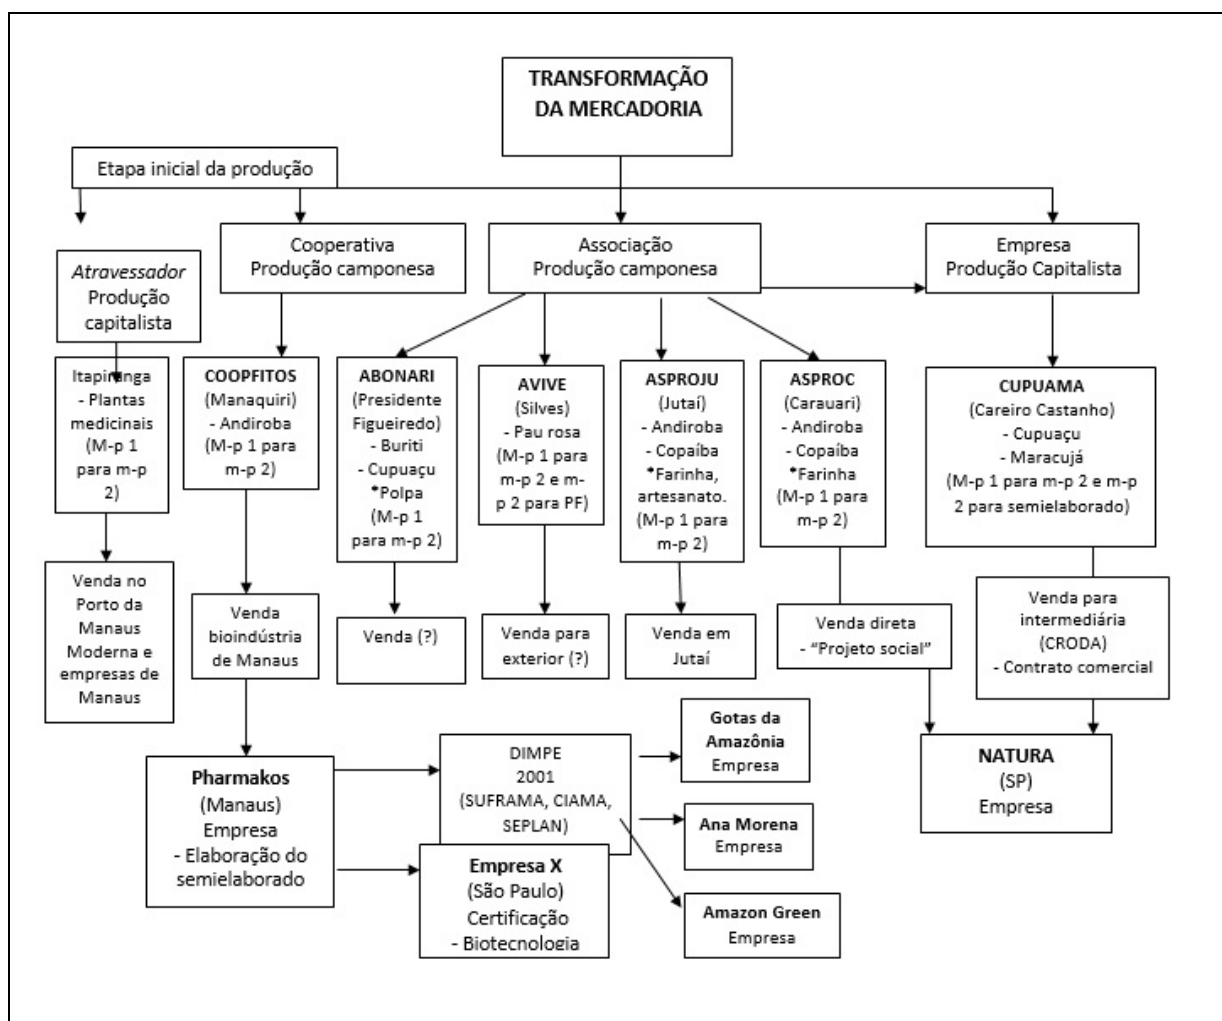 TRANSFORMAÇÃO
DA MERCADORIA
Etapa inicial da produção
Atravessador
Produção
capitalista
Cooperativa
Produção camponesa
Associação
Produção camponesa
Empresa
Produção Capitalista
Itapiranga
- Plantas
medicinais
(M-p 1
para m-p
2)
COOPFITOS
(Manaquiri)
- Andiroba
(M-p 1 para
m-p 2)
ABONARI
(Presidente
Figueiredo)
- Buriti
- Cupuaçu
*Polpa
(M-p 1
para m-p 2)
AVIVE
(Silves)
- Pau rosa
(M-p 1 para
m-p 2 e m-
p 2 para PF)
ASPROJU
(Jutaí)
- Andiroba
- Copaíba
*Farinha,
artesanato.
(M-p 1 para
m-p 2)
ASPROC
(Carauari)
- Andiroba
- Copaíba
*Farinha
(M-p 1 para
m-p 2)
CUPUAMA
(Careiro Castanho)
- Cupuaçu
- Maracujá
(M-p 1 para m-p 2 e m-p
2 para semielaborado)
Venda no
Porto da
Manaus
Moderna e
empresas de
Manaus
Venda
bioindústria
de Manaus
Venda (?)
Venda para
exterior (?)
Venda em
Jutaí
Venda direta
- “Projeto social”
Venda para
intermediária
(CRODA)
- Contrato comercial
Pharmakos
(Manaus)
Empresa
- Elaboração do
semielaborado
DIMPE
2001
(SUFRAMA, CIAMA,
SEPLAN)
Empresa X
(São Paulo)
Certificação
- Biotecnologia
Gotas da
Amazônia
Empresa
Ana Morena
Empresa
Amazon Green
Empresa
NATURA
(SP)
Empresa